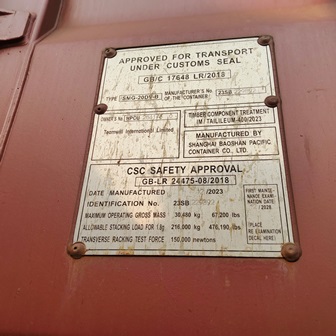 APPROVED FOR TRANSPORT
UNDER CUSTOMS SEAL
GB/C 17648 LR/2018
TYPE
MANUFACTURER'S No.
OF THE CONTAINER
23SB
OWNER'S No
Teamwill International Limited
TIMBER COMPONENT TREATMENT
IM / TAILILEUM 400/2023
MANUFACTURED BY
SHANGHAI BAOSHAN PACIFIC
CONTAINER CO., LTD.
CSC SAFETY APPROVAL
GB-LR 24475-08/2018
DATE MANUFACTURED /2023
IDENTIFICATION No. 23SB
MAXIMUM OPERATING GROSS MASS 30,480 kg 67,200 lbs
ALLOWABLE STACKING LOAD FOR 1.8g 216,000 kg 476,190 lbs
TRANSVERSE RACKING TEST FORCE 150,000 newtons
FIRST MAINTE-
NANCE EXAMI-
NATION DATE
/ 2028
(PLACE
RE-EXAMINATION
DECAL HERE)